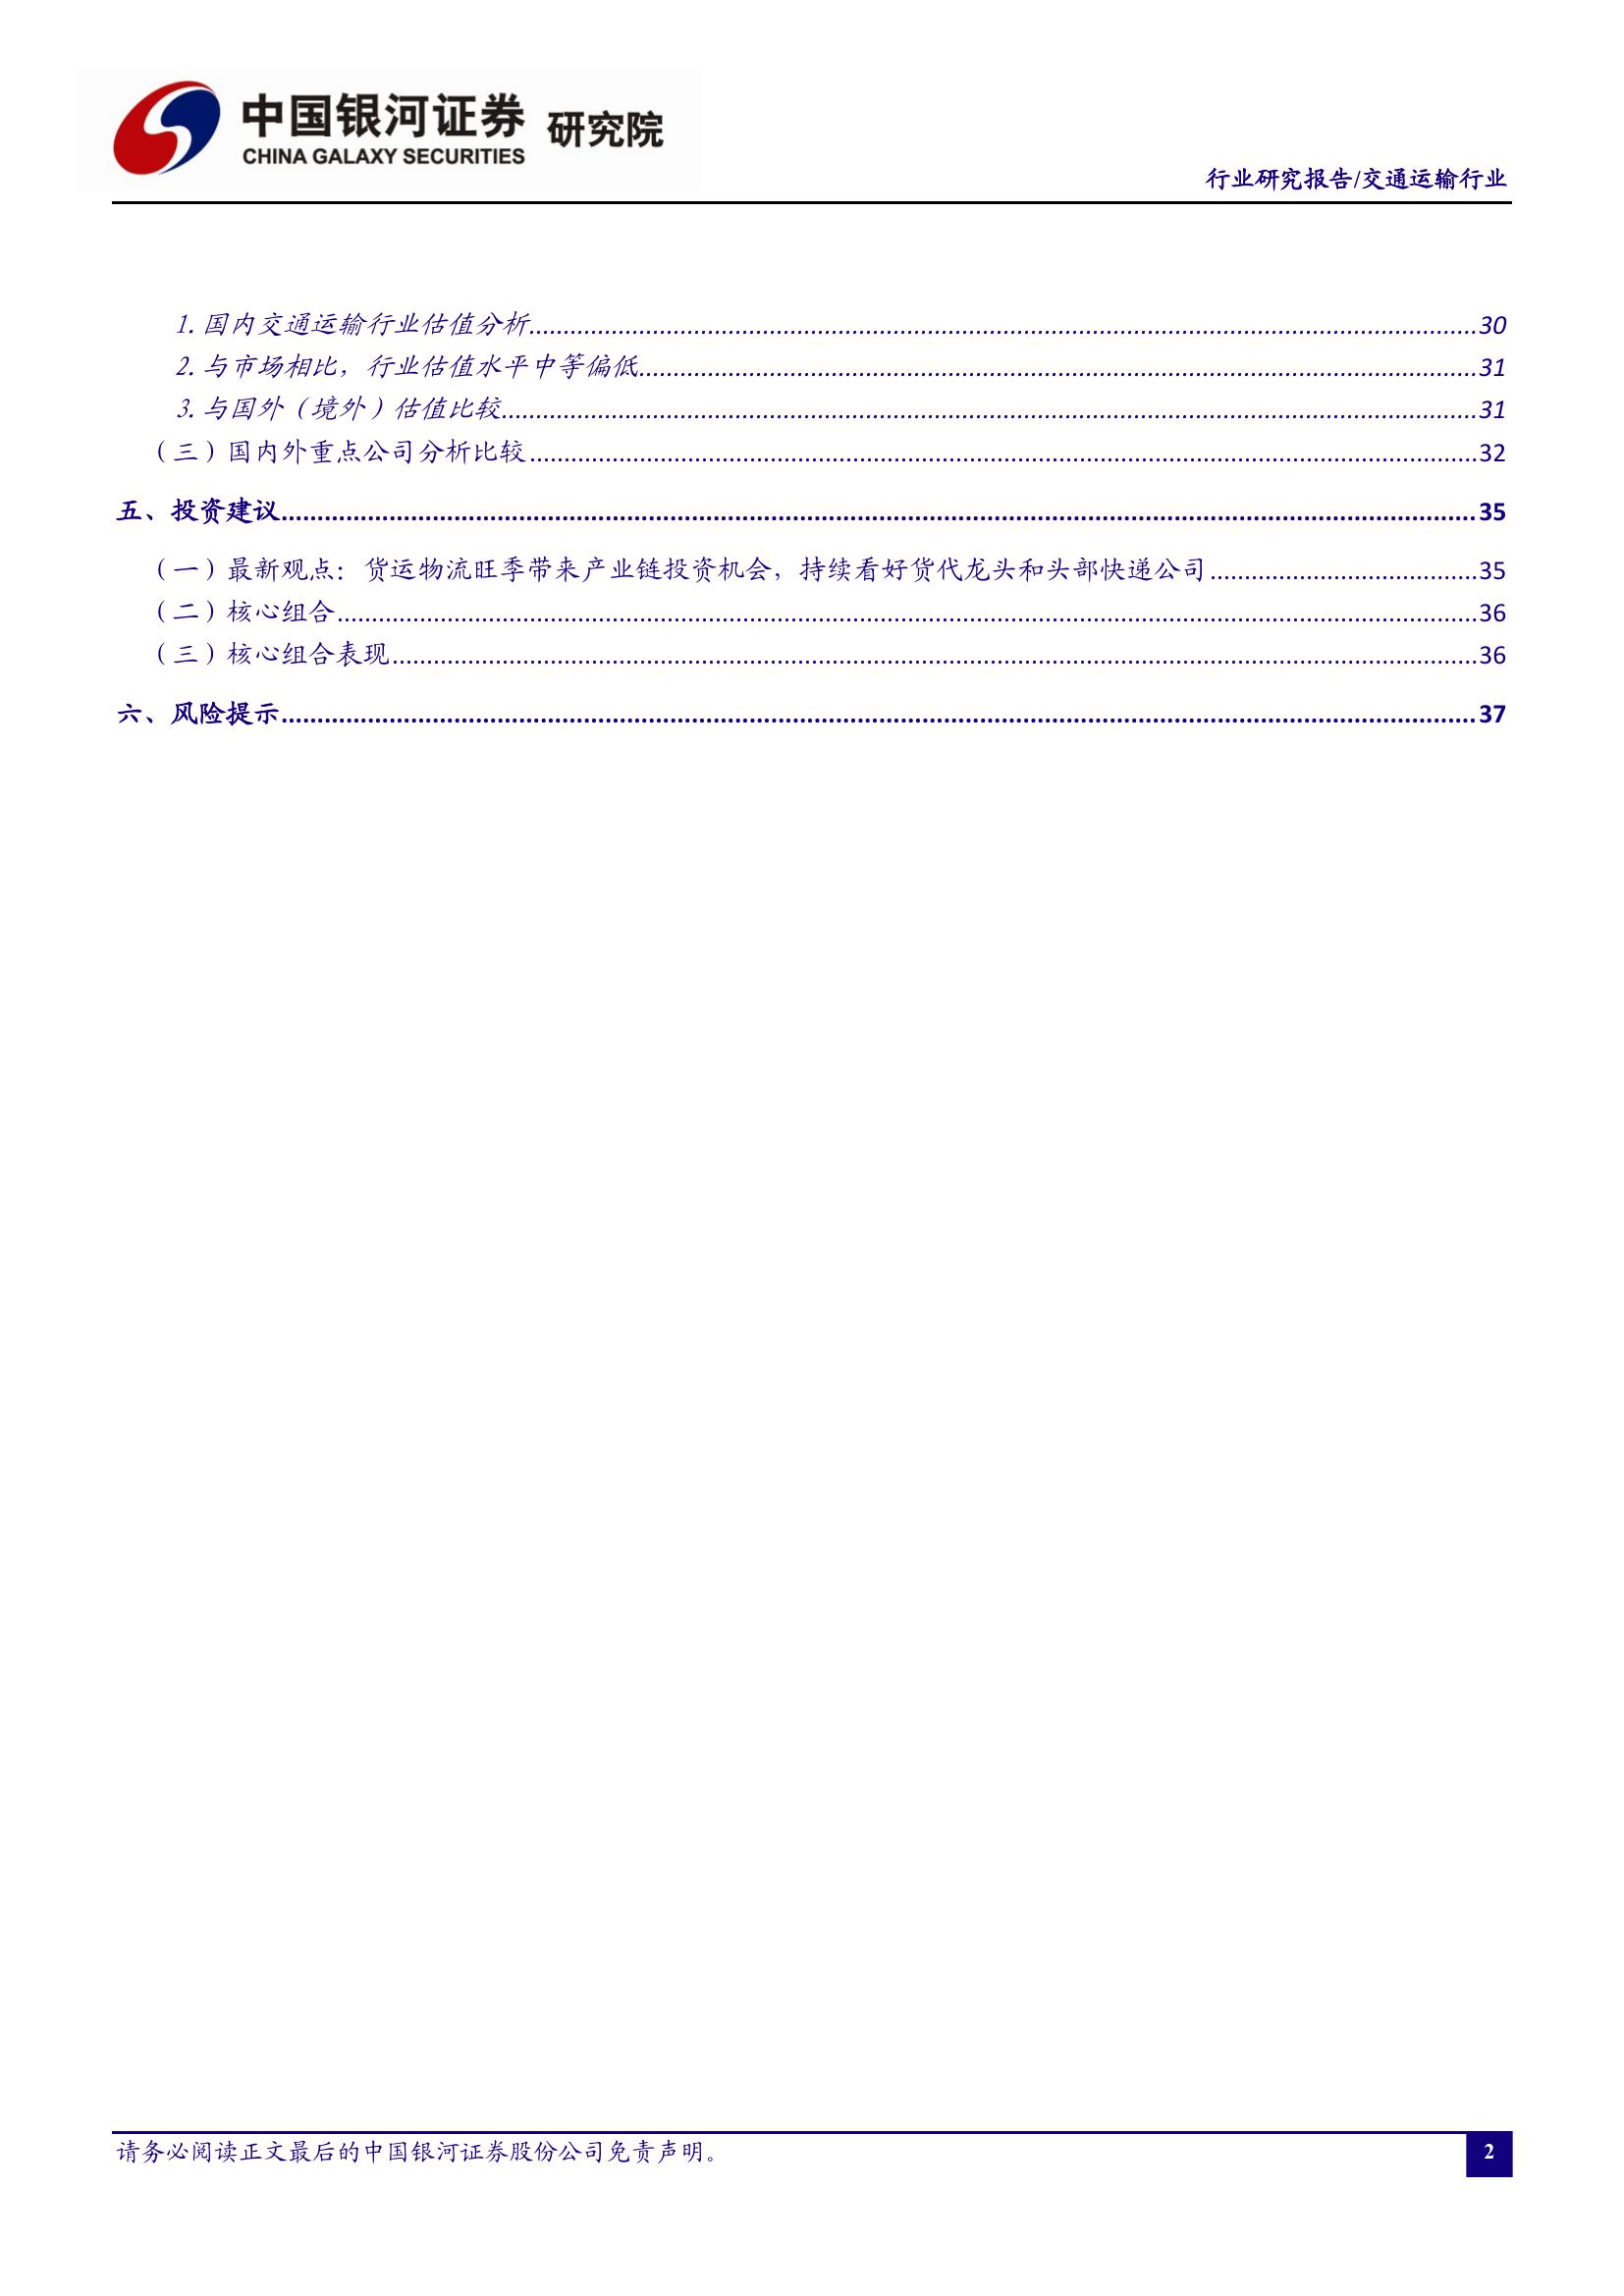 中国银河证券 研究院
CHINA GALAXY SECURITIES
行业研究报告/交通运输行业
1. 国内交通运输行业估值分析........................30
2. 与市场相比，行业估值水平中等偏低........................31
3. 与国外（境外）估值比较........................31
（三）国内外重点公司分析比较........................32
五、投资建议........................35
（一）最新观点：货运物流旺季带来产业链投资机会，持续看好货代龙头和头部快递公司........................35
（二）核心组合........................36
（三）核心组合表现........................36
六、风险提示........................37
请务必阅读正文最后的中国银河证券股份公司免责声明。
2